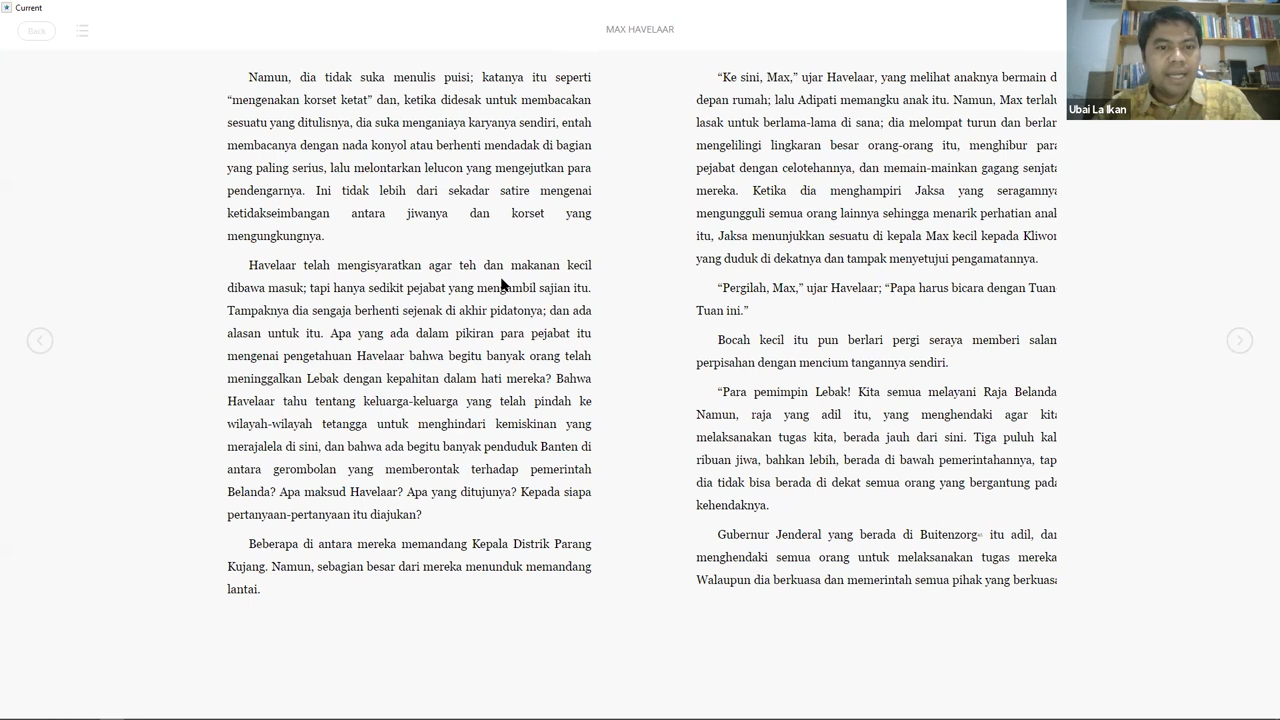 Current
Back
MAX HAVELAAR
Ubai La Ikan
Namun, dia tidak suka menulis puisi; katanya itu seperti
“mengenakan korset ketat” dan, ketika didesak untuk membacakan
sesuatu yang ditulisnya, dia menganiaya karyanya sendiri, entah
membacanya dengan nada konyol atau berhenti mendadak di bagian
yang paling serius, lalu melontarkan lelucon yang mengejutkan para
pendengarnya. Ini tidak lebih dari sekadar satire mengenai
ketidakseimbangan antara jiwanya dan korset yang
mengungkungnya.
Havelaar telah mengisyaratkan agar teh dan makanan kecil
dibawa masuk; tapi hanya sedikit pejabat yang mengambil sajian itu.
Tampaknya dia sengaja berhenti sejenak di akhir pidatonya; dan ada
alasan untuk itu. Apa yang ada dalam pikiran para pejabat itu
mengenai pengetahuan Havelaar bahwa begitu banyak orang telah
meninggalkan Lebak dengan kepahitan dalam hati mereka? Bahwa
Havelaar tahu tentang keluarga-keluarga yang telah pindah ke
wilayah-wilayah tetangga untuk menghindari kemiskinan yang
merajalela di sini, dan bahwa ada begitu banyak penduduk Banten di
antara gerombolan yang memberontak terhadap pemerintah
Belanda? Apa maksud Havelaar? Apa yang ditujunya? Kepada siapa
pertanyaan-pertanyaan itu diajukan?
Beberapa di antara mereka memandang Kepala Distrik Parang
Kujang. Namun, sebagian besar dari mereka menunduk memandang
lantai.
“Ke sini, Max,” ujar Havelaar, yang melihat anaknya bermain d
depan rumah; lalu Adipati memangku anak itu. Namun, Max terlalu
lasak untuk berlama-lama di sana; dia melompat turun dan berlar
mengelilingi lingkaran besar orang-orang itu, menghibur para
pejabat dengan celotehannya, dan memain-mainkan gagang senjata
mereka. Ketika dia menghampiri Jaksa yang seragamnya
mengungguli semua orang lainnya sehingga menarik perhatian anak
itu, Jaksa menunjukkan sesuatu di kepala Max kecil kepada Kliwon
yang duduk di dekatnya dan tampak menyetujui pengamatannya.
“Pergilah, Max,” ujar Havelaar; “Papa harus bicara dengan Tuan-
Tuan ini.”
Bocah kecil itu pun berlari pergi seraya memberi salam
perpisahan dengan mencium tangannya sendiri.
“Para pemimpin Lebak! Kita semua melayani Raja Belanda
Namun, raja yang adil itu, yang menghendaki agar kita
melaksanakan tugas kita, berada jauh dari sini. Tiga puluh kal
ribuan jiwa, bahkan lebih, berada di bawah pemerintahannya, tap
dia tidak bisa berada di dekat semua orang yang bergantung pada
kehendaknya.
Gubernur Jenderal yang berada di Buitenzorg itu adil, dan
menghendaki semua orang untuk melaksanakan tugas mereka
Walaupun dia berkuasa dan memerintah semua pihak yang berkuasa